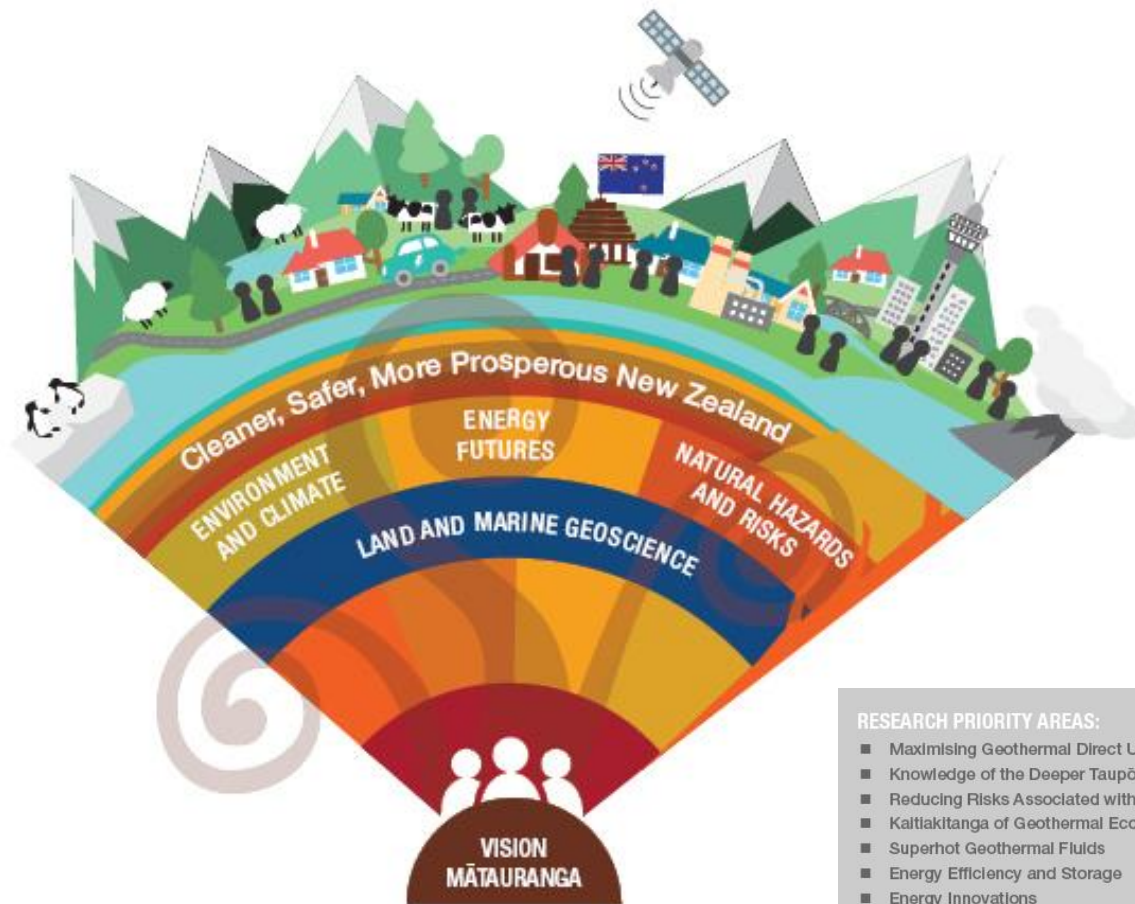 Cleaner, Safer, More Prosperous New Zealand
ENVIRONMENT
AND CLIMATE
ENERGY
FUTURES
NATURAL HAZARDS
AND RISKS
LAND AND MARINE GEOSCIENCE
VISION
MĀTAURANGA
RESEARCH PRIORITY AREAS:
Maximising Geothermal Direct
Knowledge of the Deeper
Reducing Risks Associated with
Kaitiakitanga of Geothermal
Superhot Geothermal Fluids
Energy Efficiency and Storage
Energy Innovations